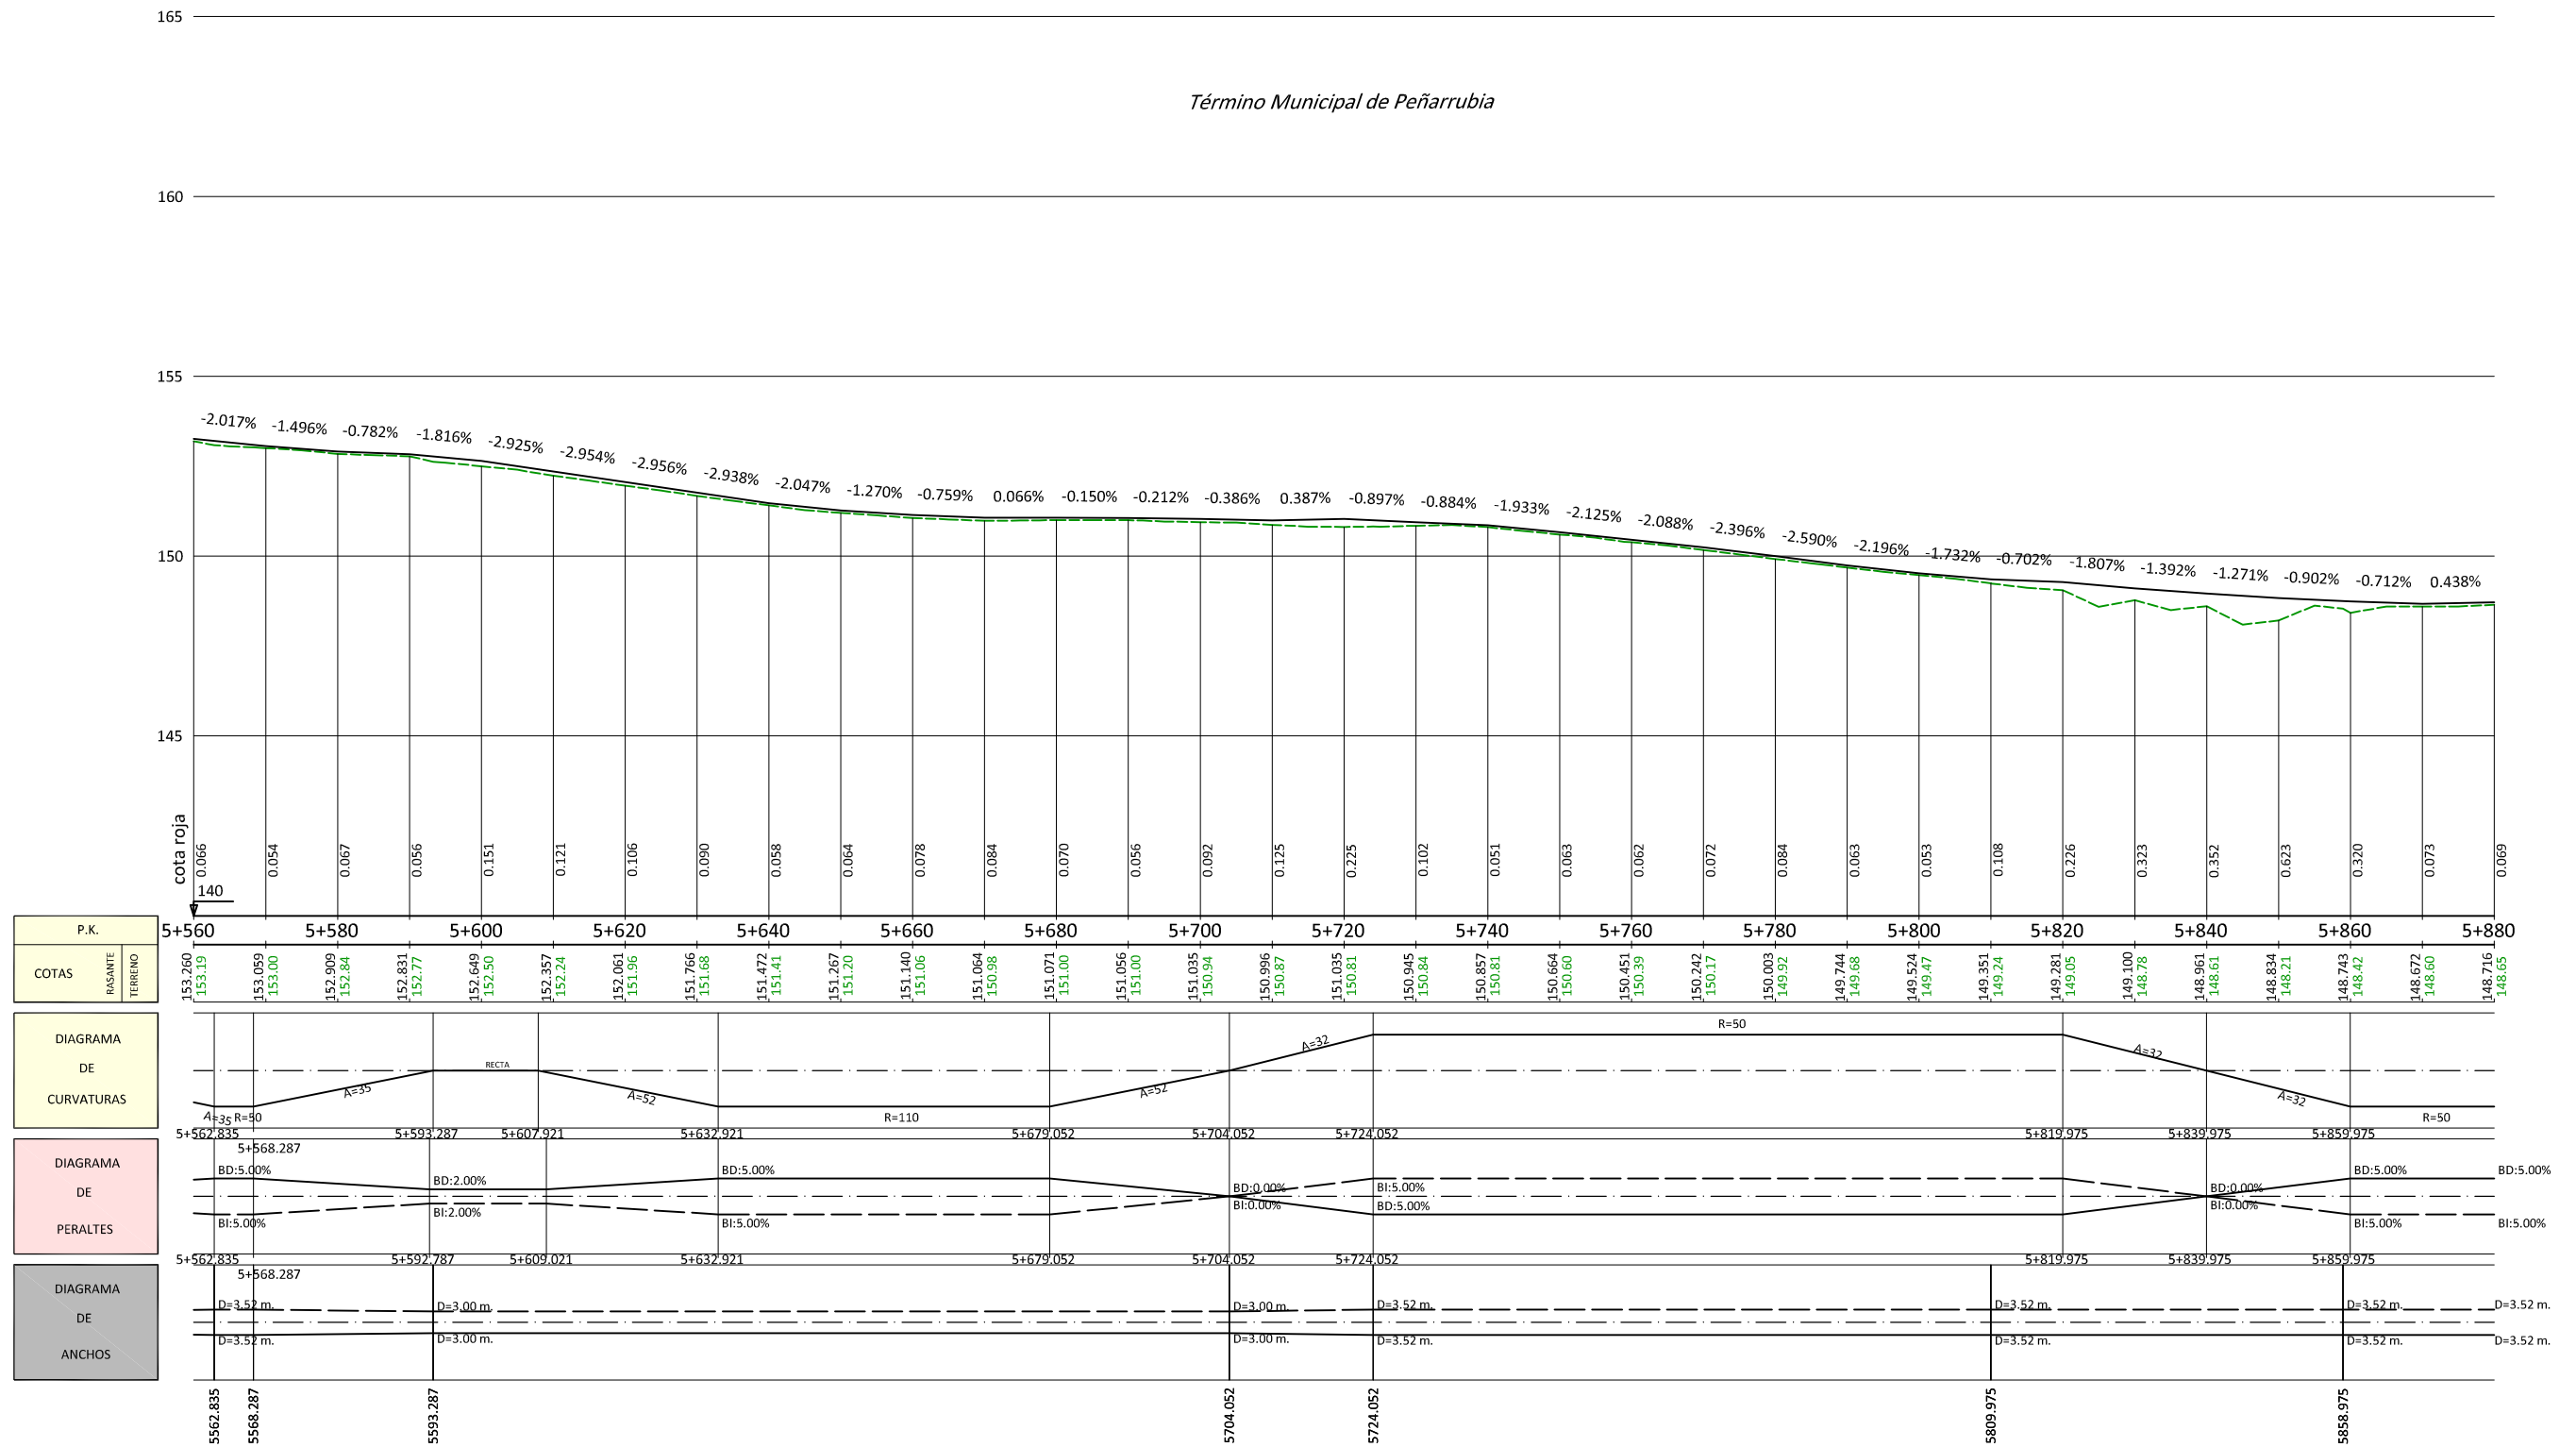 165
Término Municipal de Peñarrubia
160
155
-2.017% -1.496% -0.782% -1.816% -2.925% -2.954% -2.956% -2.938% -2.047% -1.270% -0.759% 0.066% -0.150% -0.212% -0.386% 0.387% -0.897% -0.884% -1.933% -2.125% -2.088% -2.396% -2.590% -2.196% -1.732% -0.702% -1.807% -1.392% -1.271% -0.902% -0.712% 0.438%
150
145
cota roja
0.066 0.054 0.067 0.056 0.151 0.121 0.106 0.090 0.058 0.064 0.078 0.084 0.070 0.056 0.092 0.125 0.225 0.102 0.051 0.063 0.062 0.072 0.084 0.063 0.053 0.108 0.226 0.323 0.352 0.623 0.320 0.073 0.069
140
P.K.
5+560 5+580 5+600 5+620 5+640 5+660 5+680 5+700 5+720 5+740 5+760 5+780 5+800 5+820 5+840 5+860 5+880
COTAS
RASANTE
TERRENO
153.260 153.059 152.909 152.831 152.649 152.357 152.061 151.766 151.472 151.267 151.140 151.064 151.071 151.056 151.035 150.996 151.035 150.945 150.857 150.664 150.451 150.242 150.003 149.744 149.524 149.351 149.281 149.100 148.961 148.834 148.743 148.672 148.716
153.19 153.00 152.84 152.77 152.50 152.24 151.96 151.68 151.41 151.20 151.06 150.98 151.00 151.00 150.94 150.87 150.81 150.84 150.81 150.60 150.39 150.17 149.92 149.68 149.47 149.24 149.05 148.78 148.61 148.21 148.42 148.60 148.65
DIAGRAMA
DE
CURVATURAS
A=35 R=50 A=35 RECTA A=52 R=110 A=52 A=32 R=50 A=32 A=32 R=50
5+562.835 5+593.287 5+607.921 5+632.921 5+679.052 5+704.052 5+724.052 5+819.975 5+839.975 5+859.975
5+568.287
DIAGRAMA
DE
PERALTES
BD:5.00% BD:2.00% BD:5.00% BD:0.00% BI:5.00% BD:0.00% BD:5.00% BD:5.00%
BI:5.00% BI:2.00% BI:5.00% BI:0.00% BD:5.00% BI:0.00% BI:5.00% BI:5.00%
5+562.835 5+592.787 5+609.021 5+632.921 5+679.052 5+704.052 5+724.052 5+819.975 5+839.975 5+859.975
5+568.287
DIAGRAMA
DE
ANCHOS
D=3.52 m. D=3.00 m. D=3.00 m. D=3.52 m. D=3.52 m. D=3.52 m. D=3.52 m.
D=3.52 m. D=3.00 m. D=3.00 m. D=3.52 m. D=3.52 m. D=3.52 m. D=3.52 m.
5562.835 5568.287 5593.287 5704.052 5724.052 5809.975 5858.975